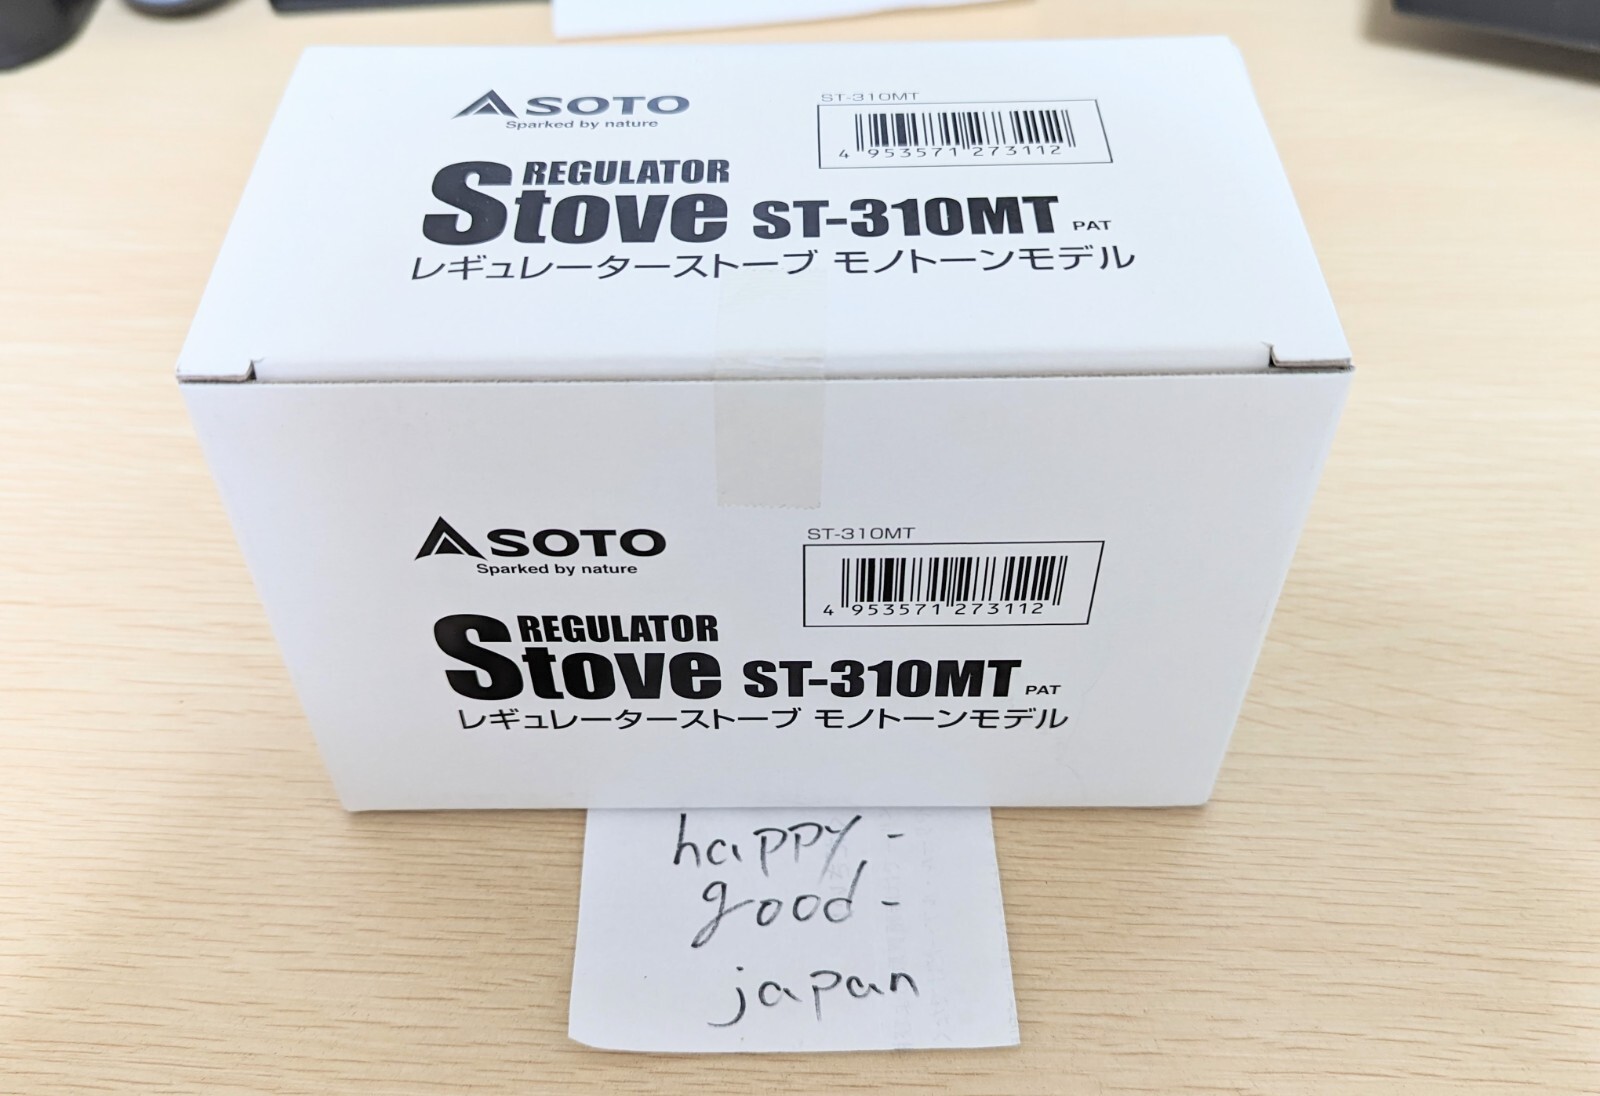 SOTO
Sparked by nature
ST-310MT
4 953571 273112
REGULATOR
Stove ST-310MT PAT
レギュレーターストーブ モノトーンモデル
SOTO
Sparked by nature
ST-310MT
4 953571 273112
REGULATOR
Stove ST-310MT PAT
レギュレーターストーブ モノトーンモデル
happy-
good-
japan